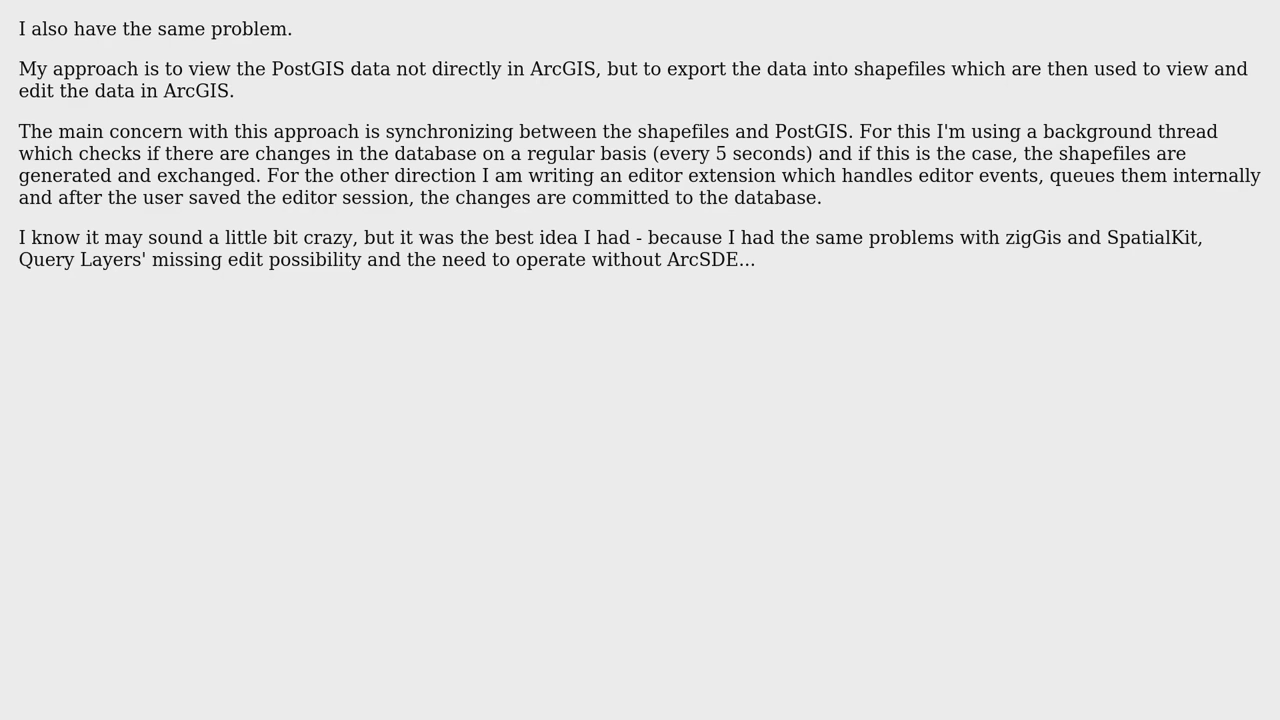 I also have the same problem.
My approach is to view the PostGIS data not directly in ArcGIS, but to export the data into shapefiles which are then used to view and
edit the data in ArcGIS.
The main concern with this approach is synchronizing between the shapefiles and PostGIS. For this I'm using a background thread
which checks if there are changes in the database on a regular basis (every 5 seconds) and if this is the case, the shapefiles are
generated and exchanged. For the other direction I am writing an editor extension which handles editor events, queues them internally
and after the user saved the editor session, the changes are committed to the database.
I know it may sound a little bit crazy, but it was the best idea I had - because I had the same problems with zigGis and SpatialKit,
Query Layers' missing edit possibility and the need to operate without ArcSDE...